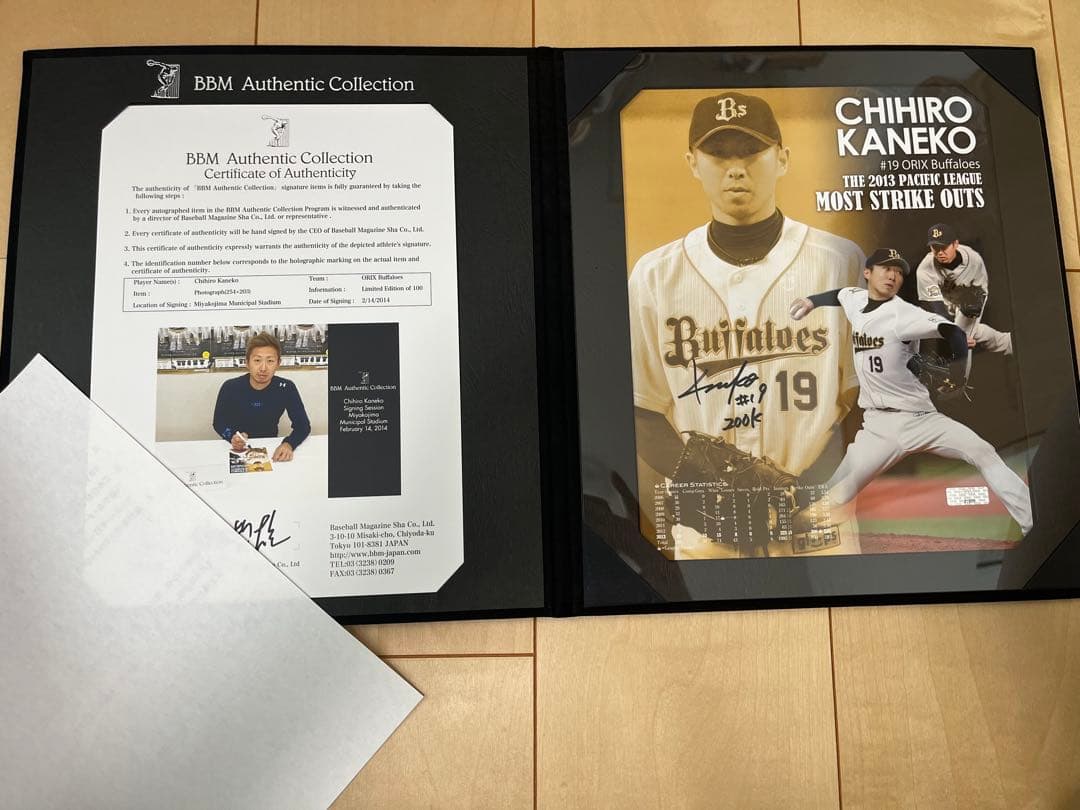 BBM Authentic Collection
BBM Authentic Collection
Certificate of Authenticity
The authenticity of 「BBM Authentic Collection」 signature items is fully guaranteed by taking the
following steps :
1. Every autographed item in the BBM Authentic Collection Program is witnessed and authenticated
by a director of Baseball Magazine Sha Co., Ltd. or representative .
2. Every certificate of authenticity will be hand signed by the CEO of Baseball Magazine Sha Co., Ltd.
3. This certificate of authenticity expressly warrants the authenticity of the depicted athlete's signature.
4. The identification number below corresponds to the holographic marking on the actual item and
certificate of authenticity.
Player Name(s) : Chihiro Kaneko Team : ORIX Buffaloes
Item : Photograph(254×203) Information : Limited Edition of 100
Location of Signing : Miyakojima Municipal Stadium Date of Signing : 2/14/2014
BBM Authentic Collection
Chihiro Kaneko
Signing Session
Miyakojima
Municipal Stadium
February 14, 2014
Co., Ltd
Baseball Magazine Sha Co., Ltd.
3-10-10 Misaki-cho, Chiyoda-ku
Tokyo 101-8381 JAPAN
http://www.bbm-japan.com
TEL:03(3238)0209
FAX:03(3238)0367
CHIHIRO
KANEKO
#19 ORIX Buffaloes
THE 2013 PACIFIC LEAGUE
MOST STRIKE OUTS
Bs
Bs
Bs
Buffaloes
19
#19
200K
19
CAREER STATISTICS